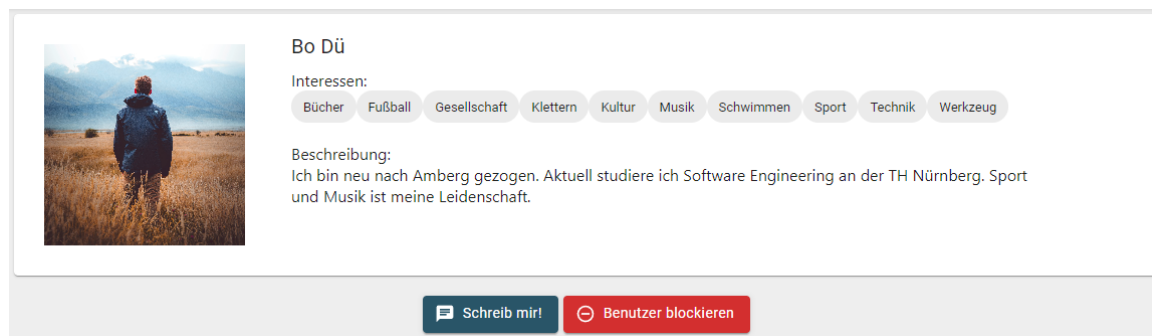 Bo Dü
Interessen:
Bücher Fußball Gesellschaft Klettern Kultur Musik Schwimmen Sport Technik Werkzeug
Beschreibung:
Ich bin neu nach Amberg gezogen. Aktuell studiere ich Software Engineering an der TH Nürnberg. Sport
und Musik ist meine Leidenschaft.
Schreib mir! Benutzer blockieren